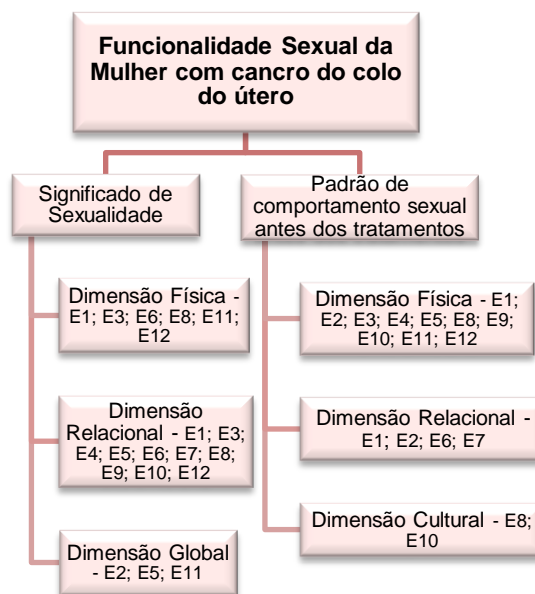 Funcionalidade Sexual da
Mulher com cancro do colo
do útero
Significado de
Sexualidade
Dimensão Física -
E1; E3; E6; E8; E11;
E12
Dimensão
Relacional - E1; E3;
E4; E5; E6; E7; E8;
E9; E10; E12
Dimensão Global
- E2; E5; E11
Padrão de
comportamento sexual
antes dos tratamentos
Dimensão Física - E1;
E2; E3; E4; E5; E8; E9;
E10; E11; E12
Dimensão Relacional -
E1; E2; E6; E7
Dimensão Cultural - E8;
E10